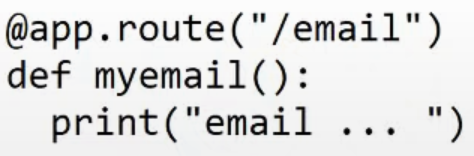 @app.route("/email")
def myemail():
  print("email ... ")